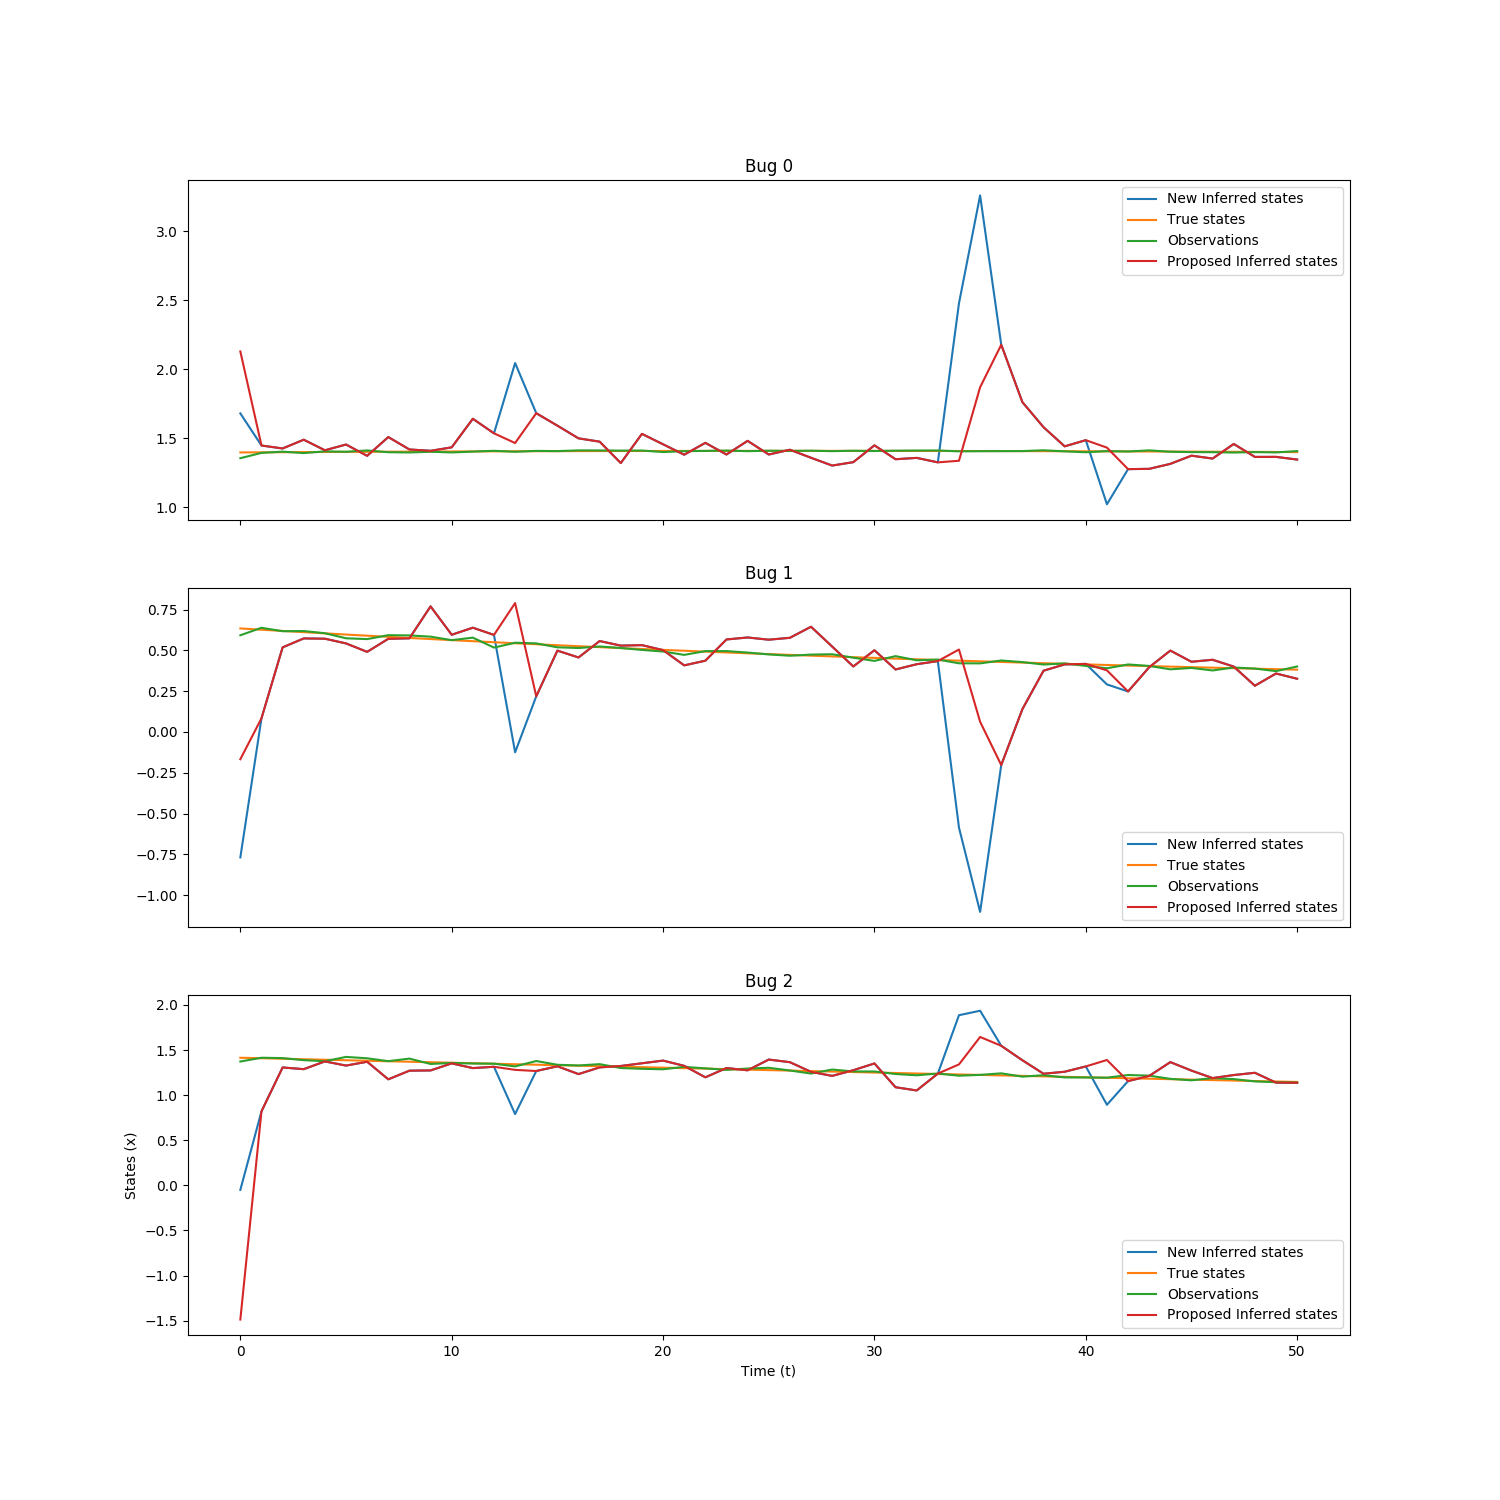 Bug 0
New Inferred states
True states
Observations
Proposed Inferred states
3.0
2.5
2.0
1.5
1.0
Bug 1
0.75
0.50
0.25
0.00
−0.25
−0.50
−0.75
−1.00
New Inferred states
True states
Observations
Proposed Inferred states
Bug 2
2.0
1.5
1.0
0.5
0.0
−0.5
−1.0
−1.5
States (x)
New Inferred states
True states
Observations
Proposed Inferred states
0 10 20 30 40 50
Time (t)